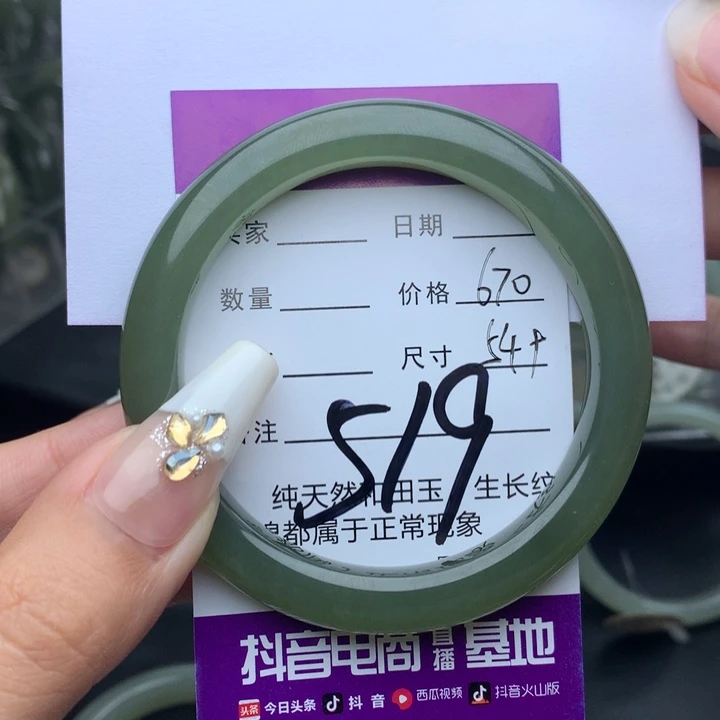 家 日期
数量 价格 670
尺寸 54+
注
519
纯天然和田玉 生长纹
都属于正常现象
抖音电商直播基地
头条 今日头条 抖音 西瓜视频 抖音火山版